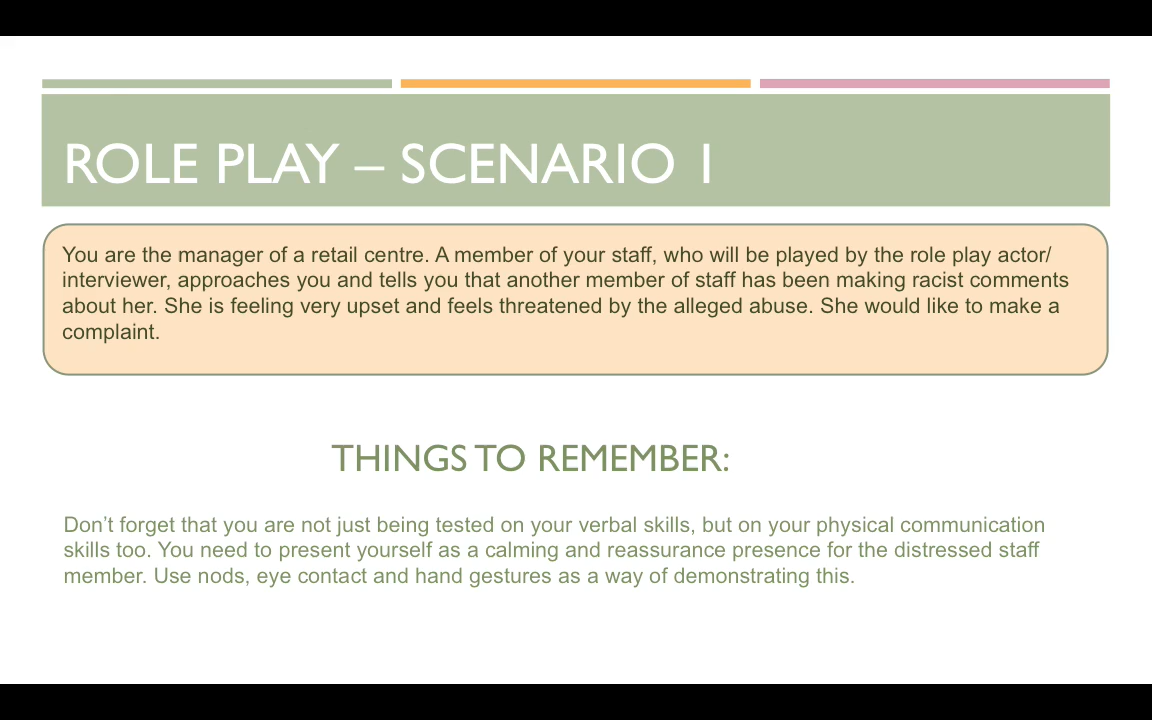 ROLE PLAY – SCENARIO 1
You are the manager of a retail centre. A member of your staff, who will be played by the role play actor/
interviewer, approaches you and tells you that another member of staff has been making racist comments
about her. She is feeling very upset and feels threatened by the alleged abuse. She would like to make a
complaint.
THINGS TO REMEMBER:
Don’t forget that you are not just being tested on your verbal skills, but on your physical communication
skills too. You need to present yourself as a calming and reassurance presence for the distressed staff
member. Use nods, eye contact and hand gestures as a way of demonstrating this.